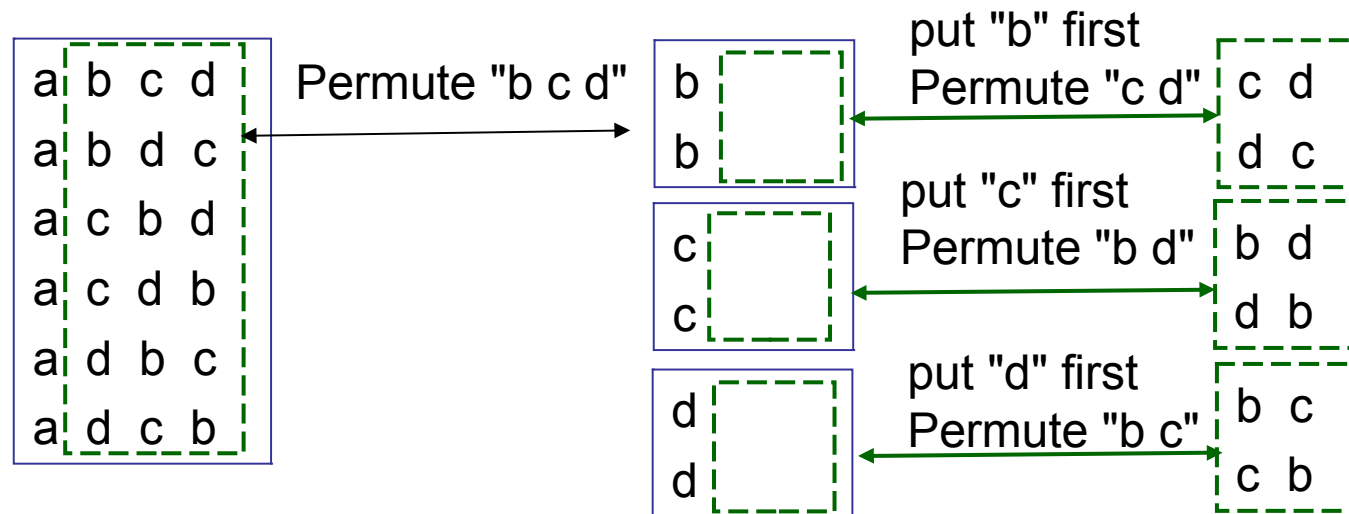 a b c d
a b d c
a c b d
a c d b
a d b c
a d c b
Permute "b c d"
b
b
put "b" first
Permute "c d"
c d
d c
c
c
put "c" first
Permute "b d"
b d
d b
d
d
put "d" first
Permute "b c"
b c
c b